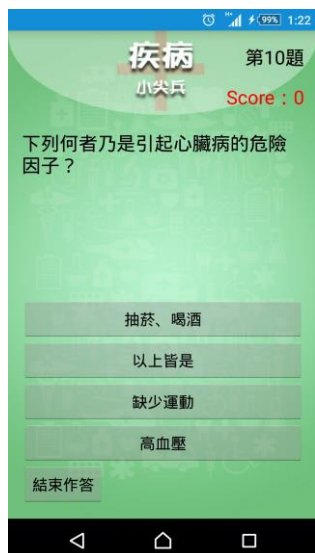 99% 1:22
疾病
第10題
小尖兵
Score : 0
下列何者乃是引起心臟病的危險
因子？
抽菸、喝酒
以上皆是
缺少運動
高血壓
結束作答